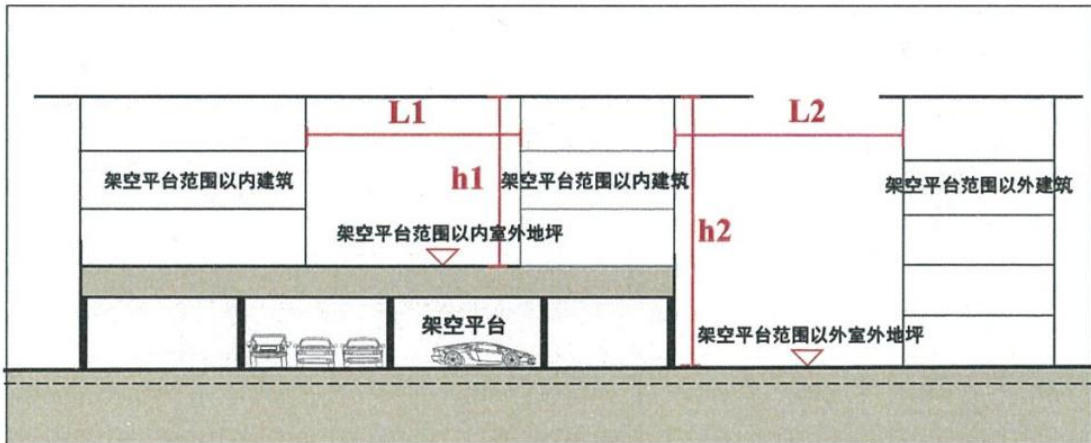 L1
L2
架空平台范围以内建筑
h1
架空平台范围以内建筑
架空平台范围以外建筑
架空平台范围以内室外地坪
h2
架空平台
架空平台范围以外室外地坪